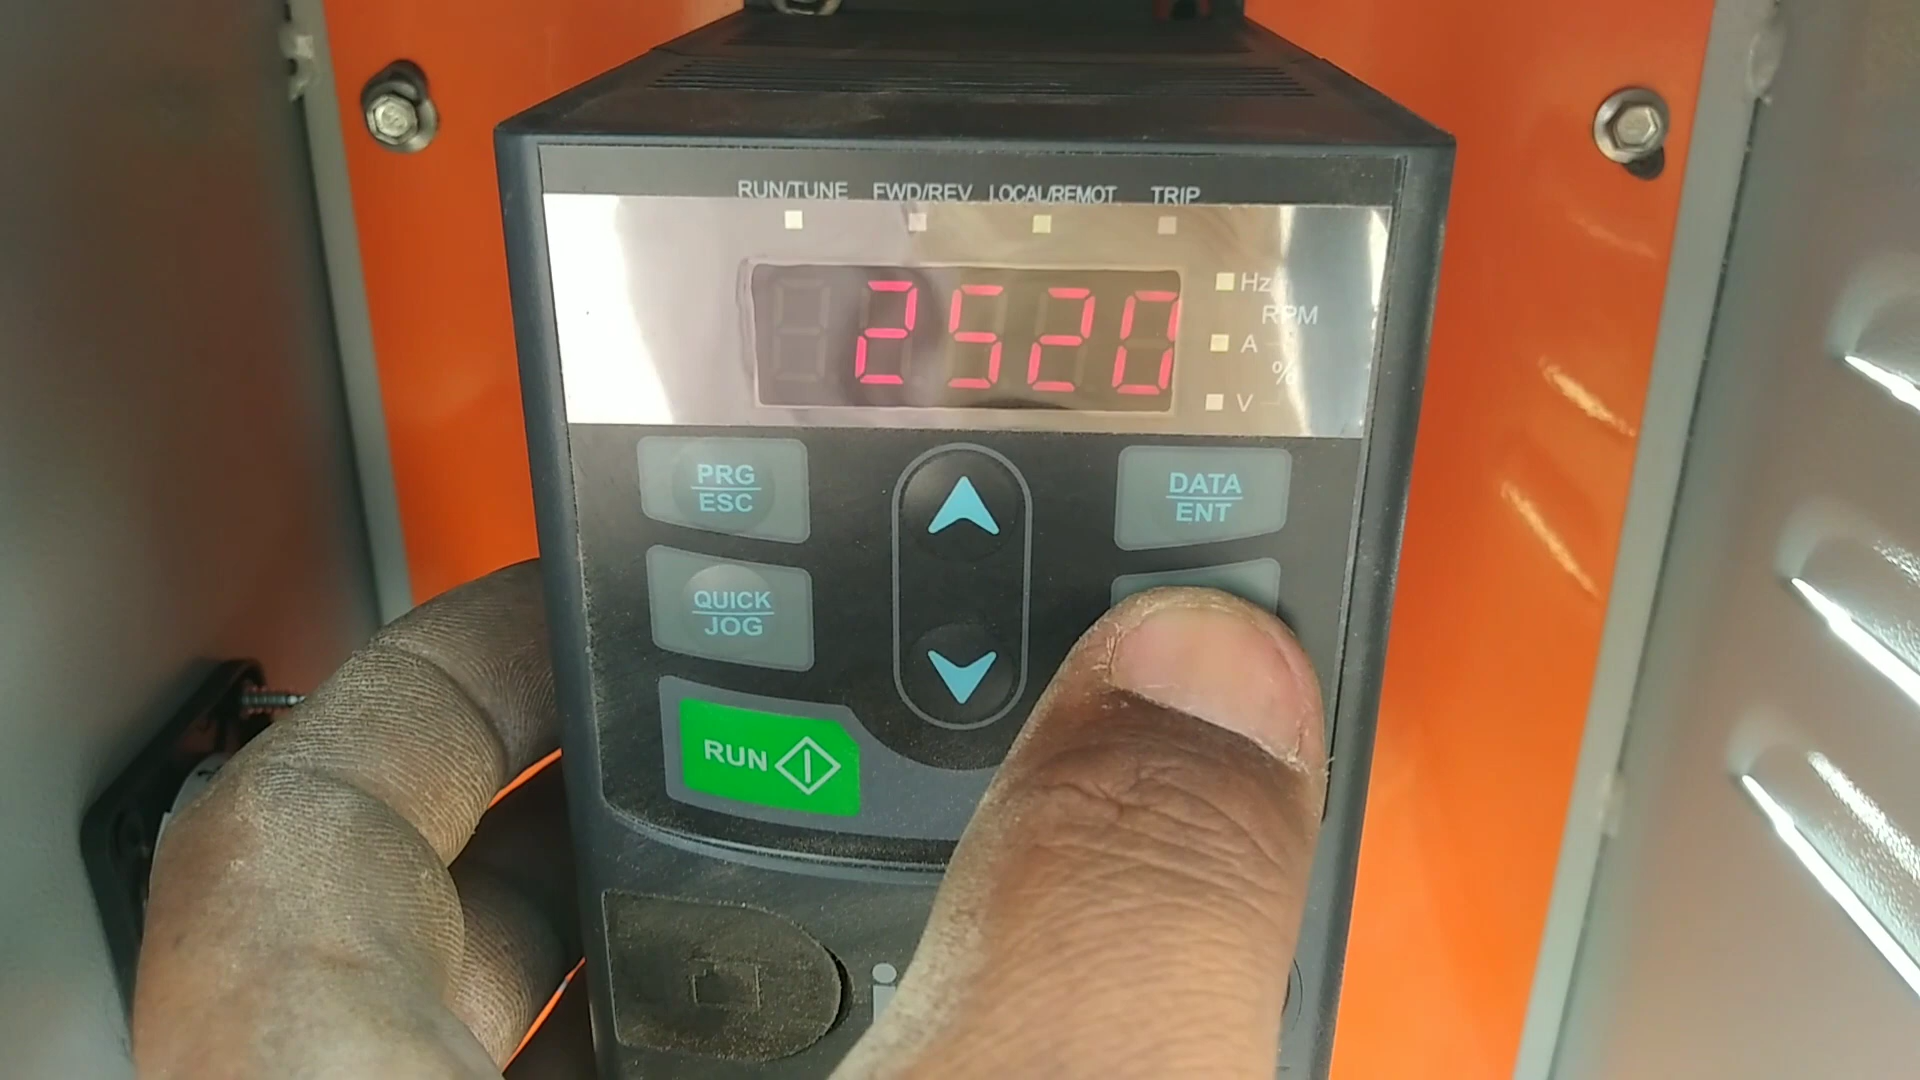 RUN/TUNE FWD/REV LOCAL/REMOT TRIP
2520
Hz
RPM
A
%
V
PRG
ESC
DATA
ENT
QUICK
JOG
RUN